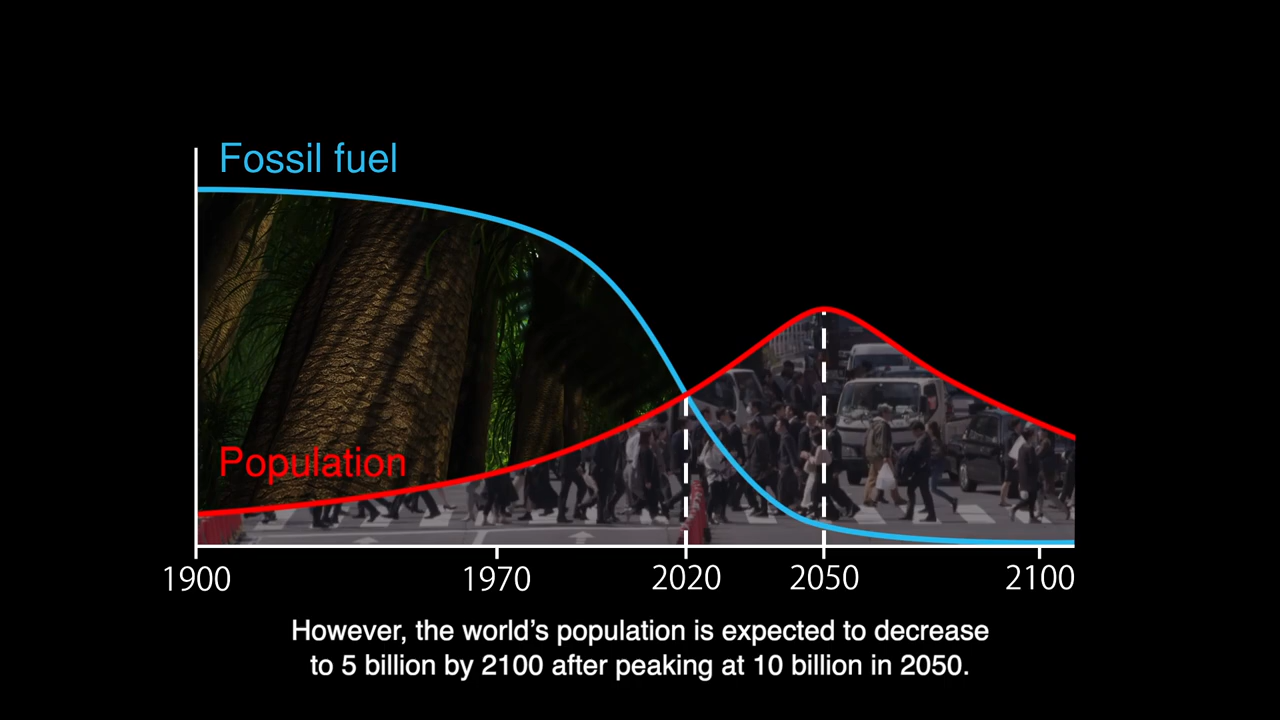 Fossil fuel
Population
1900 1970 2020 2050 2100
However, the world’s population is expected to decrease
to 5 billion by 2100 after peaking at 10 billion in 2050.